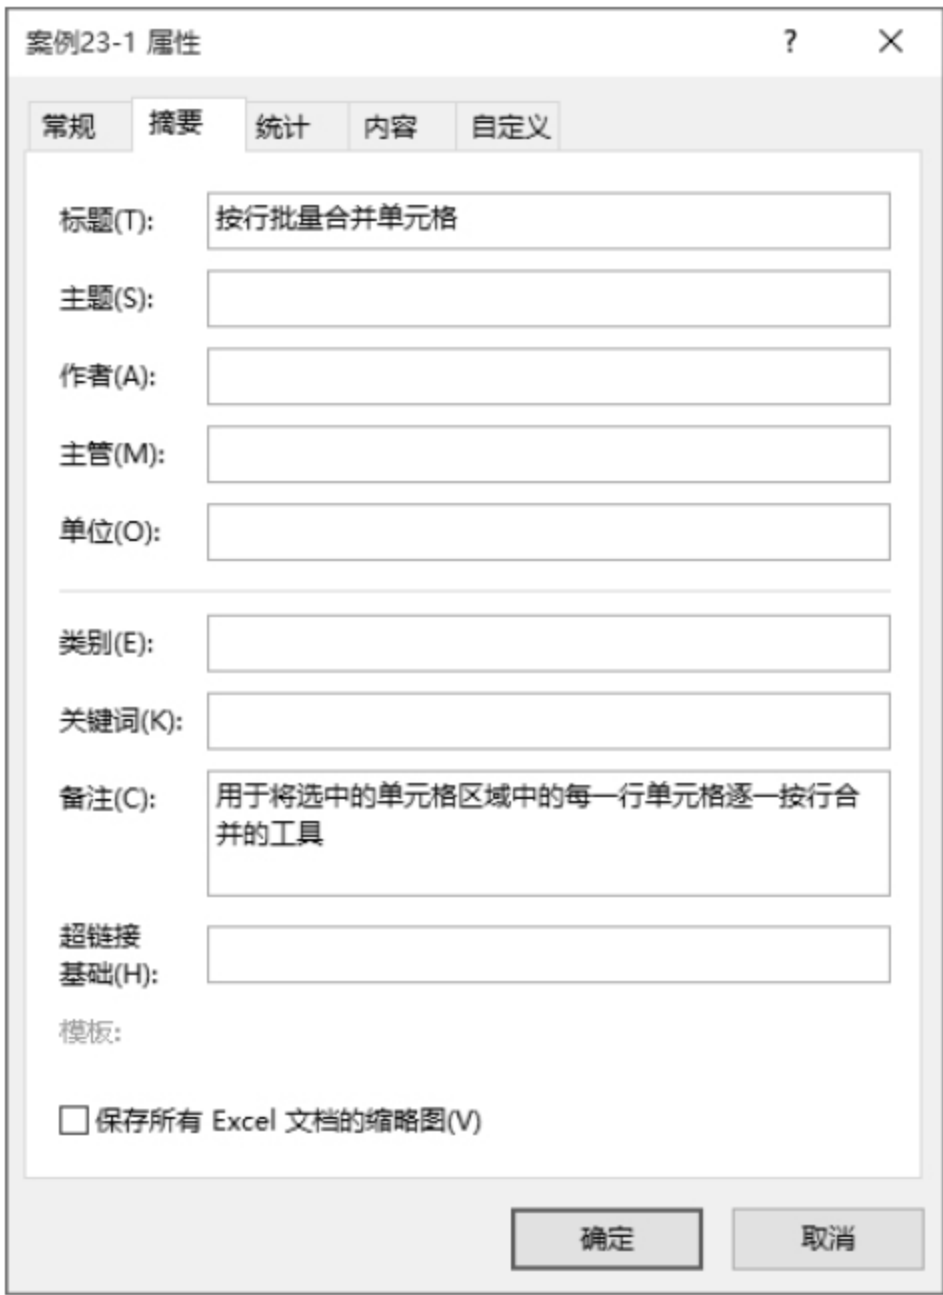 案例23-1 属性 ? ×
常规 摘要 统计 内容 自定义
标题(T): 按行批量合并单元格
主题(S):
作者(A):
主管(M):
单位(O):
类别(E):
关键词(K):
备注(C): 用于将选中的单元格区域中的每一行单元格逐一按行合
并的工具
超链接
基础(H):
模板:
保存所有 Excel 文档的缩略图(V)
确定 取消